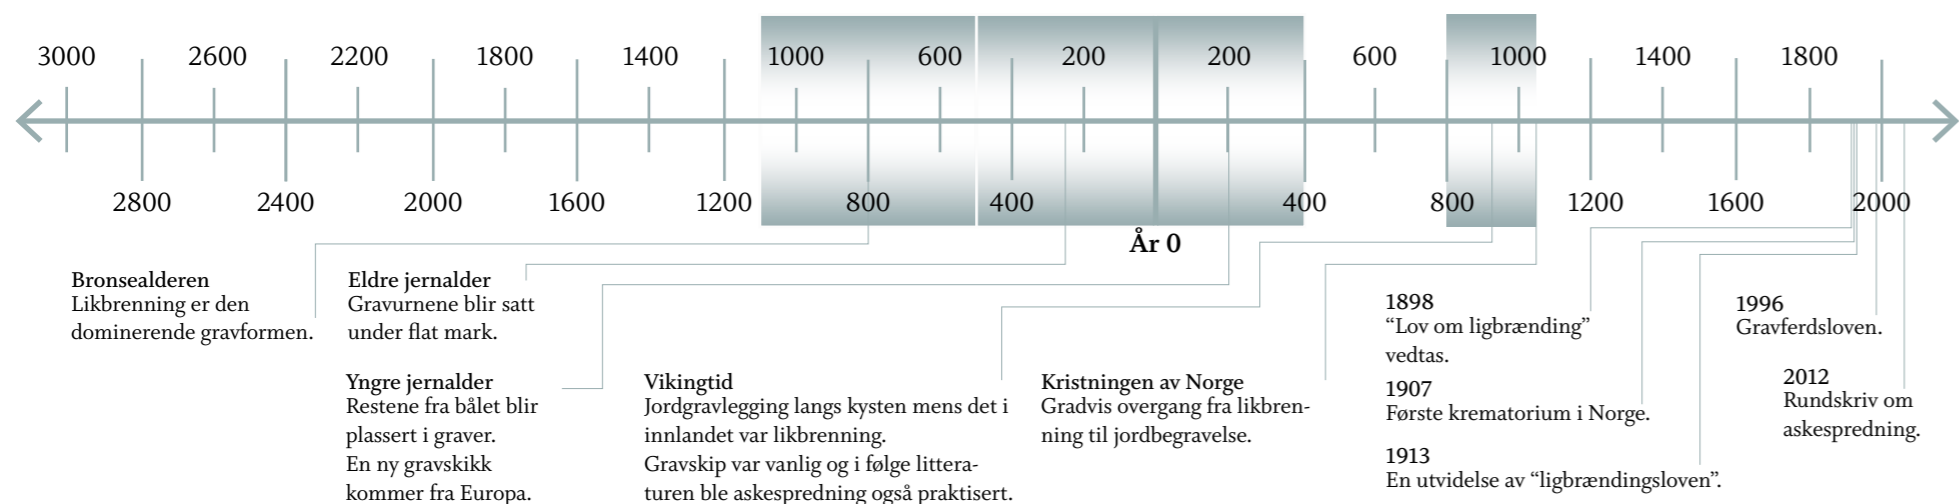 3000 2600 2200 1800 1400 1000 600 200 200 600 1000 1400 1800
2800 2400 2000 1600 1200 800 400 400 800 1200 1600 2000
År 0
Bronsealderen
Likbrenning er den
dominerende gravformen.
Eldre jernalder
Gravurnene blir satt
under flat mark.
Yngre jernalder
Restene fra bålet blir
plassert i graver.
En ny gravskikk
kommer fra Europa.
Vikingtid
Jordgravlegging langs kysten mens det i
innlandet var likbrenning.
Gravskip var vanlig og i følge littera-
turen ble askespredning også praktisert.
Kristningen av Norge
Gradvis overgang fra likbren-
ning til jordbegravelse.
1898
“Lov om ligbrænding”
vedtas.
1907
Første krematorium i Norge.
1913
En utvidelse av “ligbrændingsloven”.
1996
Gravferdsloven.
2012
Rundskriv om
askespredning.